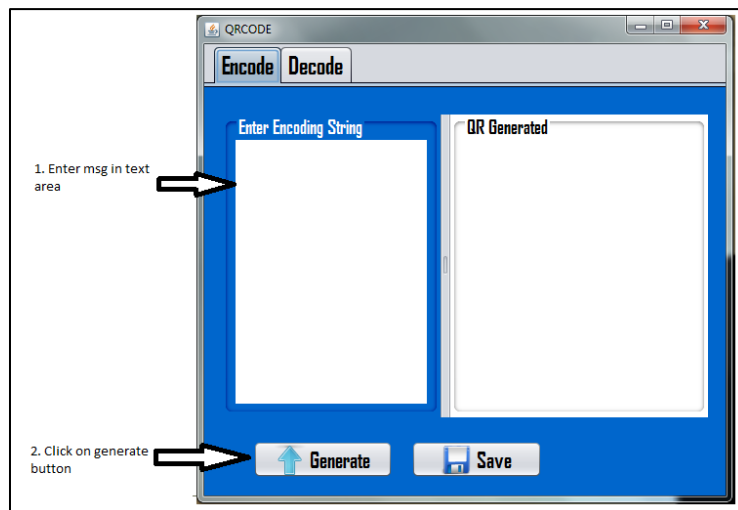 QRCODE
Encode Decode
Enter Encoding String
QR Generated
1. Enter msg in text
area
2. Click on generate
button
Generate
Save